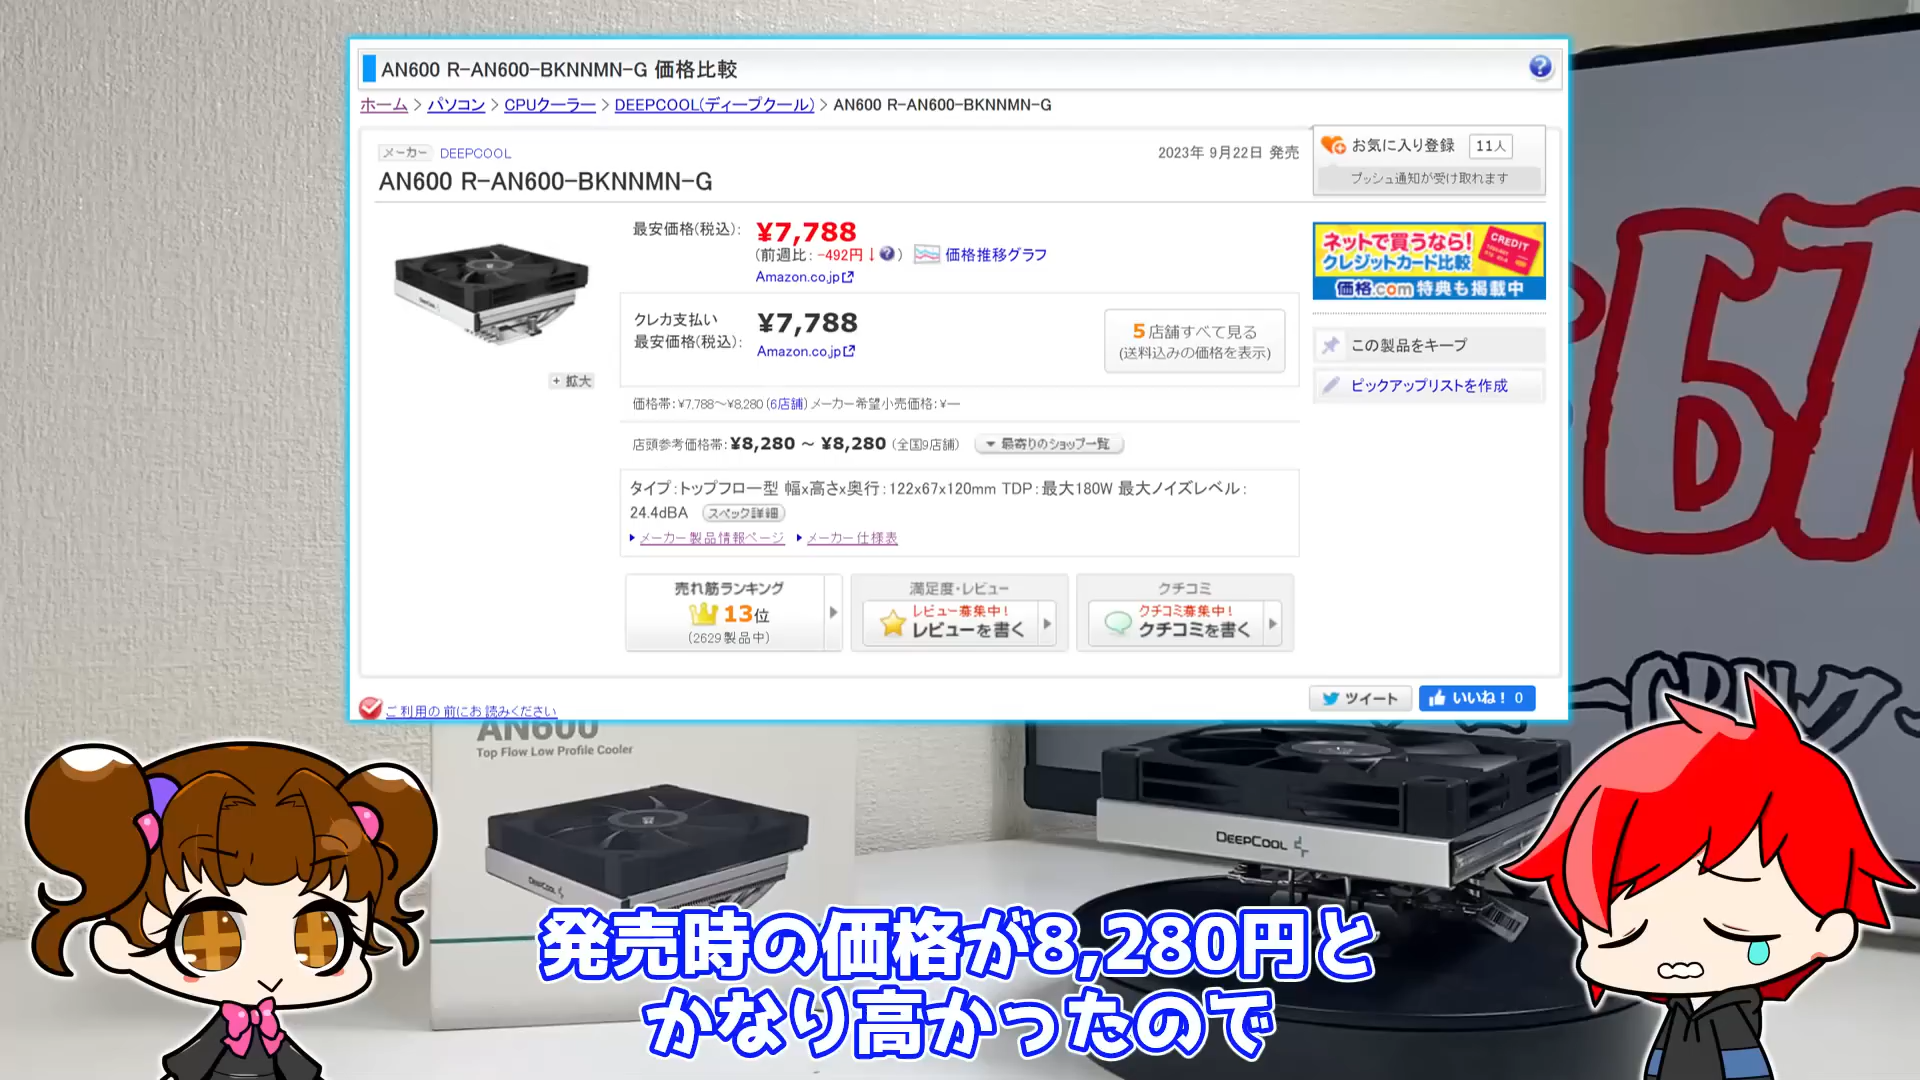 AN600 R-AN600-BKNNMN-G 価格比較
ホーム > パソコン > CPUクーラー > DEEPCOOL(ディープクール) > AN600 R-AN600-BKNNMN-G
メーカー DEEPCOOL
2023年 9月22日 発売
AN600 R-AN600-BKNNMN-G
お気に入り登録 11人
プッシュ通知が受け取れます
最安価格(税込): ¥7,788
(前週比: -492円↓) 価格推移グラフ
Amazon.co.jp
クレカ支払い
最安価格(税込): ¥7,788
Amazon.co.jp
5店舗すべて見る
(送料込みの価格を表示)
+ 拡大
価格帯:¥7,788～¥8,280 (6店舗) メーカー希望小売価格:¥―
店頭参考価格帯:¥8,280 ～ ¥8,280 (全国9店舗) 最寄りのショップ一覧
タイプ:トップフロー型 幅x高さx奥行:122x67x120mm TDP:最大180W 最大ノイズレベル:
24.4dBA スペック詳細
メーカー製品情報ページ メーカー仕様表
売れ筋ランキング
13位
(2629製品中)
満足度・レビュー
レビュー募集中!
レビューを書く
クチコミ
クチコミ募集中!
クチコミを書く
ネットで買うなら!
クレジットカード比較
CREDIT
価格.com 特典も掲載中
この製品をキープ
ピックアップリストを作成
ご利用の前にお読みください
ツイート
いいね! 0
AN600
Top Flow Low Profile Cooler
DEEPCOOL
DEEPCOOL
67
発売時の価格が8,280円と
かなり高かったので